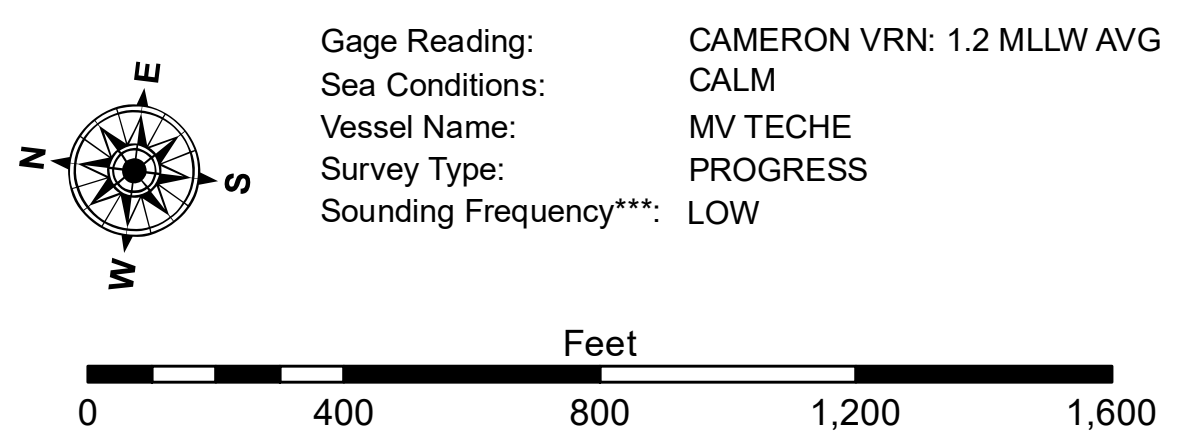 E
N
S
W
Gage Reading: CAMERON VRN: 1.2 MLLW AVG
Sea Conditions: CALM
Vessel Name: MV TECHE
Survey Type: PROGRESS
Sounding Frequency***: LOW
Feet
0 400 800 1,200 1,600